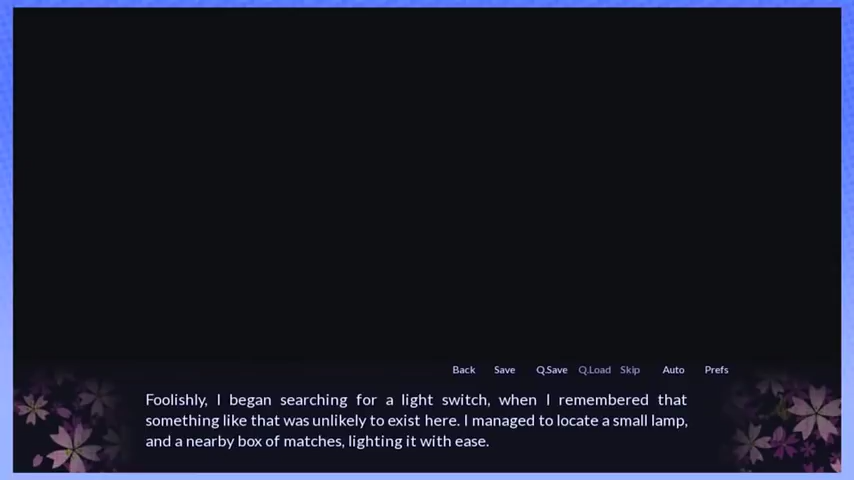 Back Save Q.Save Q.Load Skip Auto Prefs
Foolishly, I began searching for a light switch, when I remembered that
something like that was unlikely to exist here. I managed to locate a small lamp,
and a nearby box of matches, lighting it with ease.